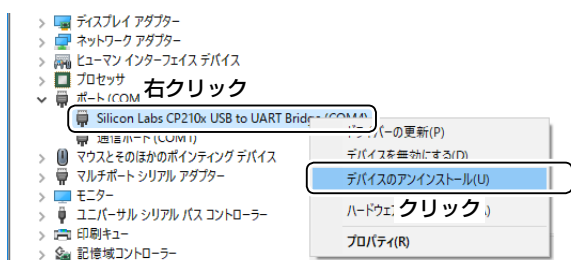 ディスプレイ アダプター
ネットワーク アダプター
ヒューマン インターフェイス デバイス
プロセッサ
右クリック
ポート (COM
Silicon Labs CP210x USB to UART Bridge (COM4)
通信ポート (COM1)
マウスとそのほかのポインティング デバイス
マルチポート シリアル アダプター
モニター
ユニバーサル シリアル バス コントローラー
印刷キュー
記憶域コントローラー
ドライバーの更新(P)
デバイスを無効にする(D)
デバイスのアンインストール(U)
クリック
プロパティ(R)